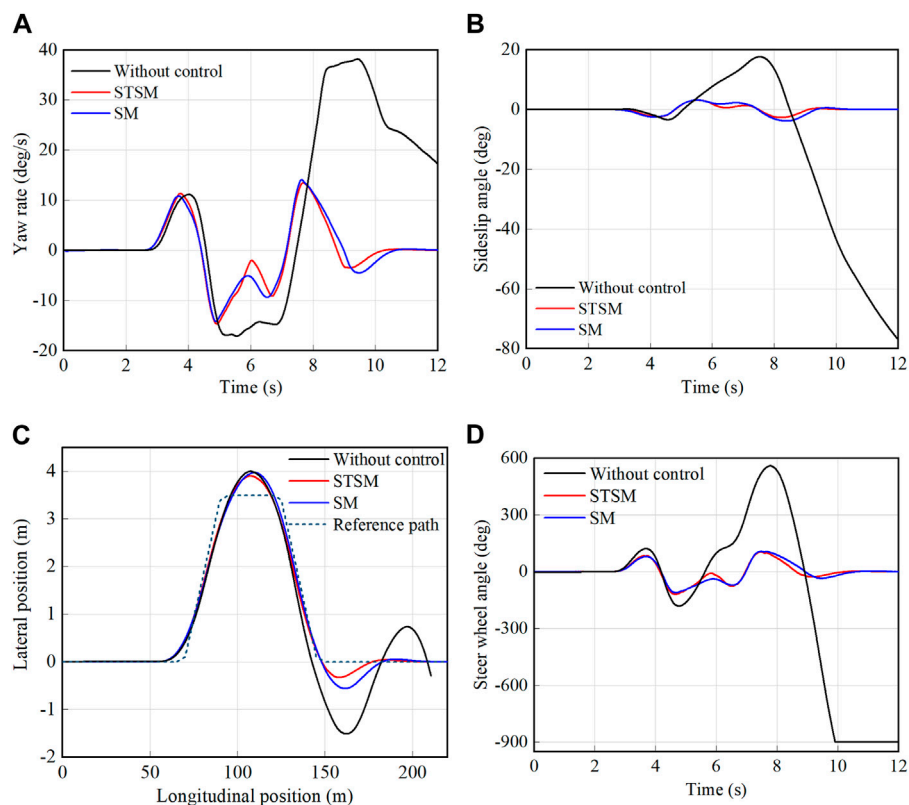 A
40
30
20
10
0
-10
-20
Yaw rate (deg/s)
Without control
STSM
SM
0 2 4 6 8 10 12
Time (s)
B
20
0
-20
-40
-60
-80
Sideslip angle (deg)
Without control
STSM
SM
0 2 4 6 8 10 12
Time (s)
C
4
3
2
1
0
-1
-2
Lateral position (m)
Without control
STSM
SM
Reference path
0 50 100 150 200
Longitudinal position (m)
D
600
300
0
-300
-600
-900
Steer wheel angle (deg)
Without control
STSM
SM
0 2 4 6 8 10 12
Time (s)